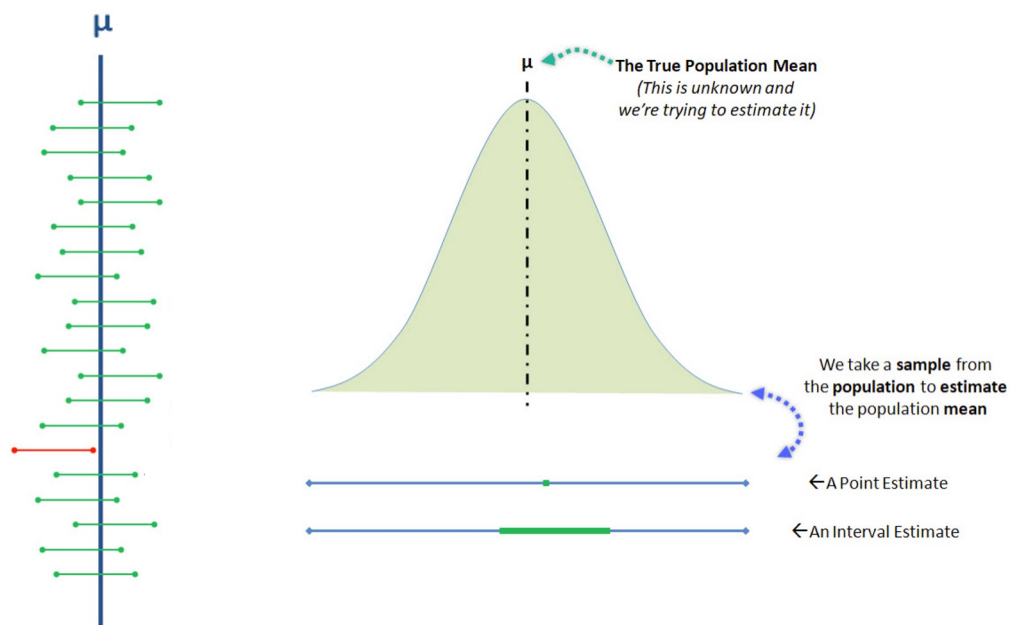 μ
μ
The True Population Mean
(This is unknown and
we're trying to estimate it)
We take a sample from
the population to estimate
the population mean
←A Point Estimate
←An Interval Estimate